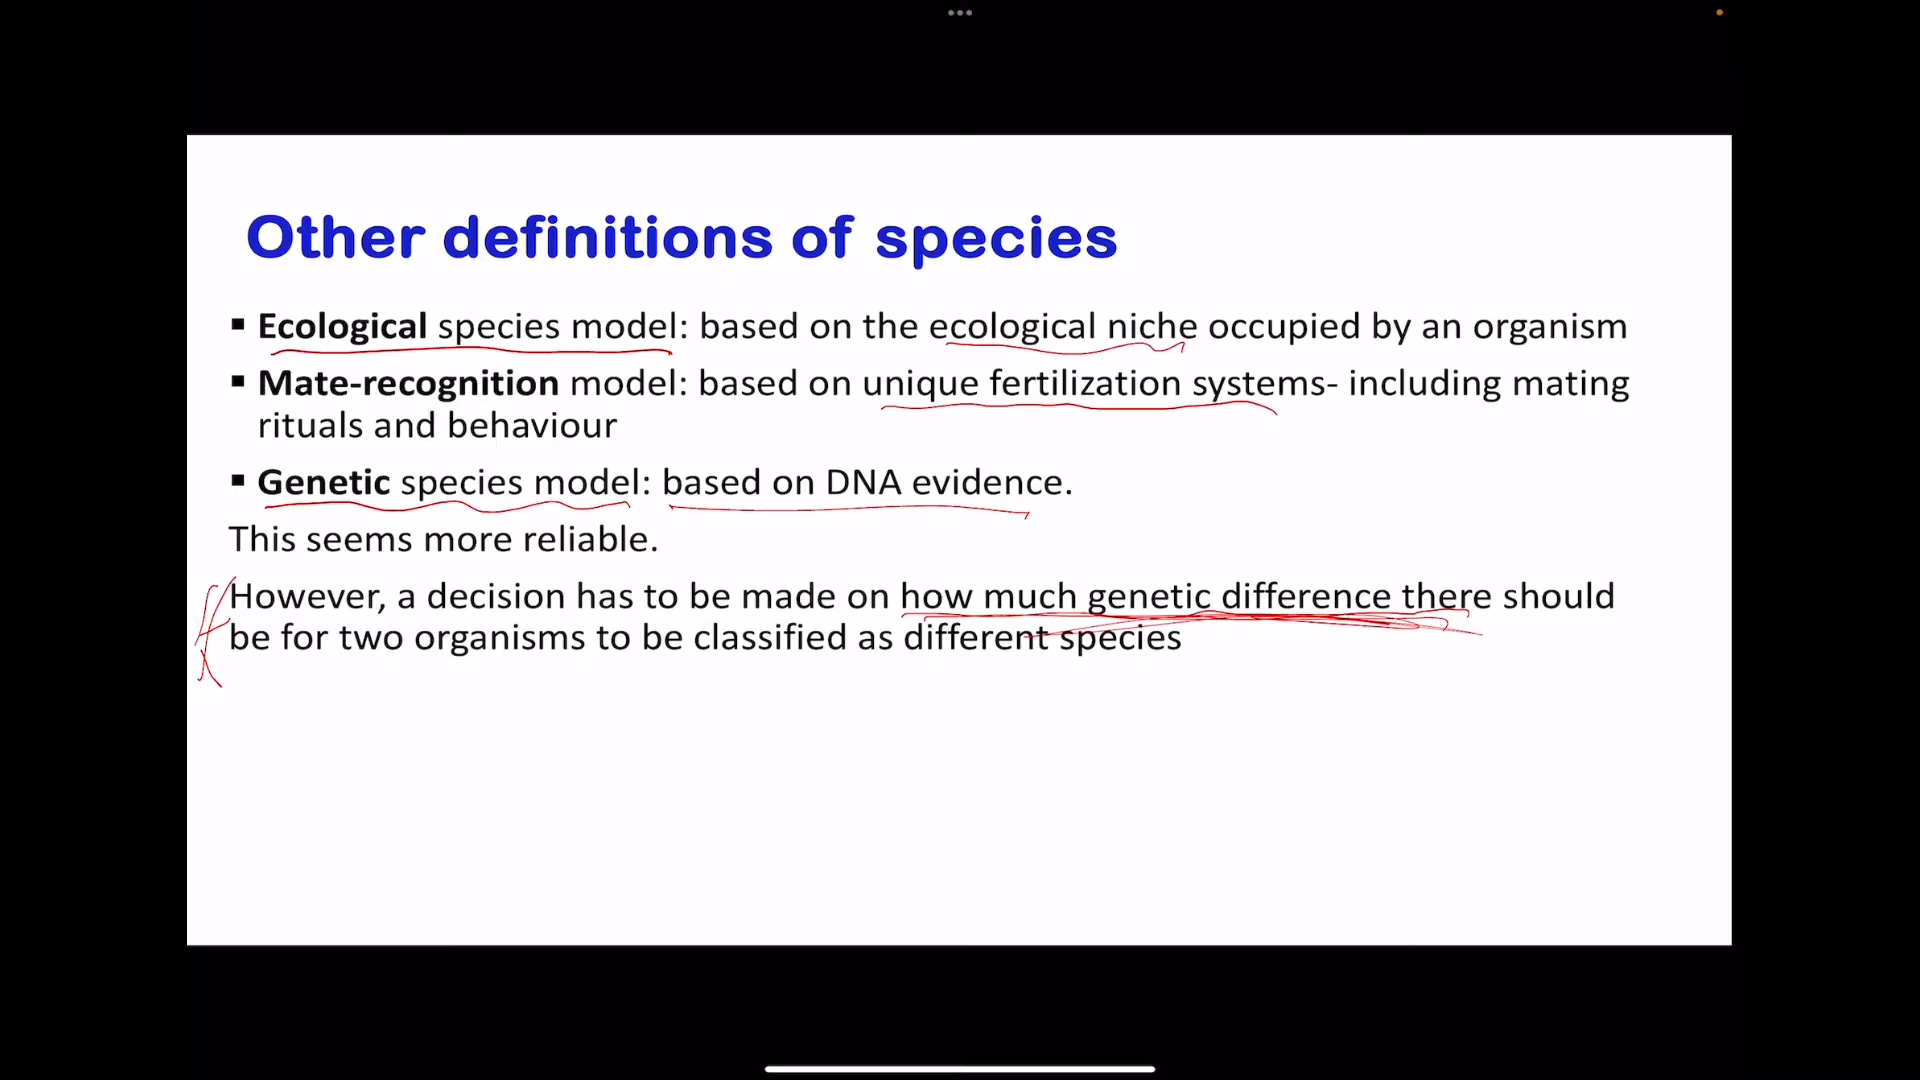 Other definitions of species
▪ Ecological species model: based on the ecological niche occupied by an organism
▪ Mate-recognition model: based on unique fertilization systems- including mating
rituals and behaviour
▪ Genetic species model: based on DNA evidence.
This seems more reliable.
However, a decision has to be made on how much genetic difference there should
be for two organisms to be classified as different species